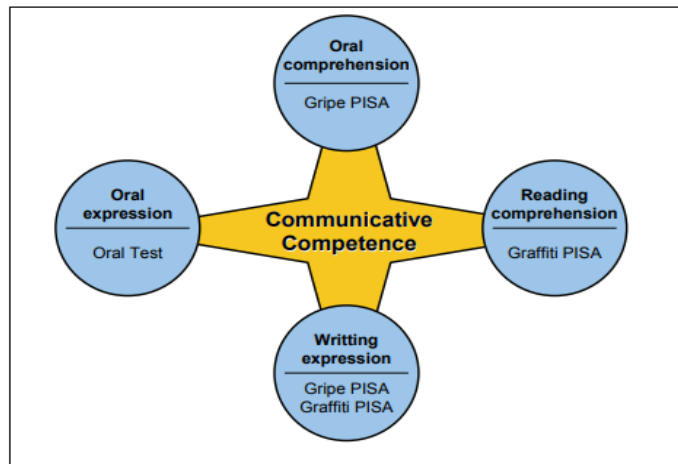 Oral
comprehension
Gripe PISA
Oral
expression
Oral Test
Communicative
Competence
Reading
comprehension
Graffiti PISA
Writting
expression
Gripe PISA
Graffiti PISA